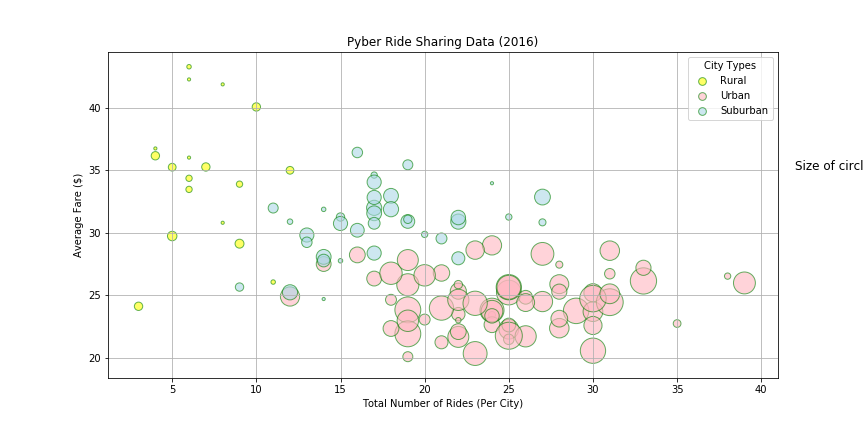 Pyber Ride Sharing Data (2016)
City Types
Rural
Urban
Suburban
Size of circl
Average Fare ($)
40
35
30
25
20
5
10
15
20
25
30
35
40
Total Number of Rides (Per City)